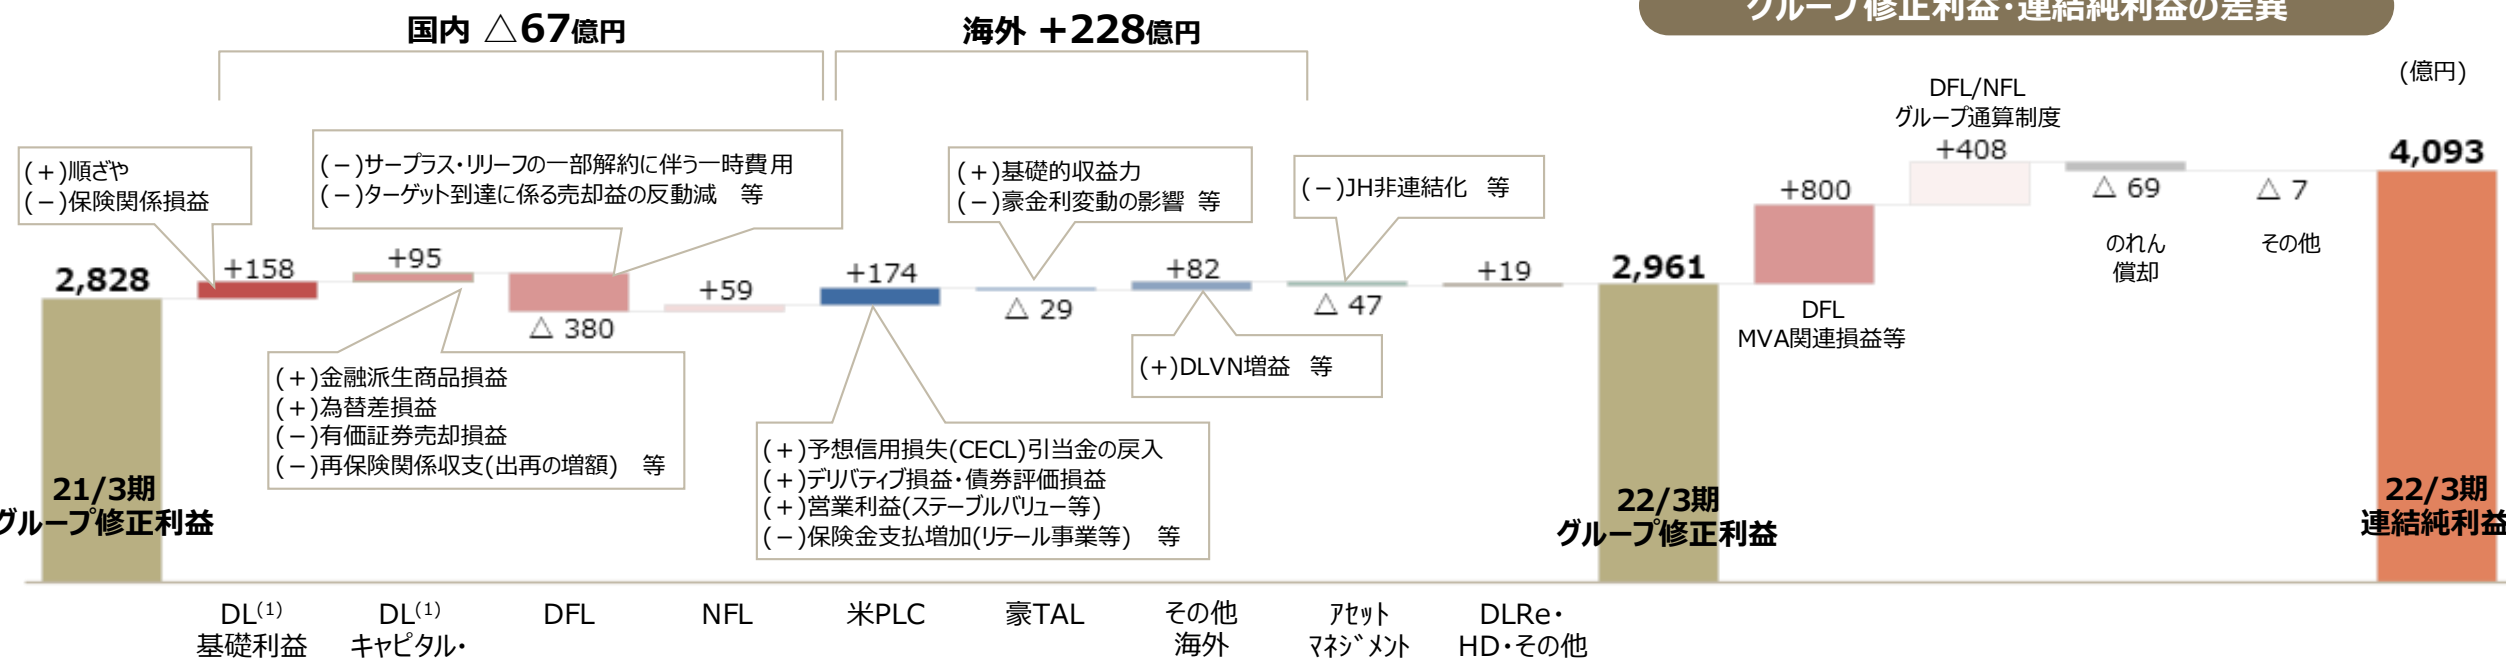 国内 △67億円
海外 +228億円
グループ修正利益・連結純利益の差異
(億円)
(+)順ざや
(-)保険関係損益
(-)サープラス・リリーフの一部解約に伴う一時費用
(-)ターゲット到達に係る売却益の反動減 等
(+)基礎的収益力
(-)豪金利変動の影響 等
(-)JH非連結化 等
DFL/NFL
グループ通算制度
2,828
+158
+95
△ 380
+59
+174
△ 29
+82
△ 47
+19
2,961
+800
+408
△ 69
△ 7
4,093
DFL
MVA関連損益等
のれん
償却
その他
(+)金融派生商品損益
(+)為替差損益
(-)有価証券売却損益
(-)再保険関係収支(出再の増額) 等
(+)予想信用損失(CECL)引当金の戻入
(+)デリバティブ損益・債券評価損益
(+)営業利益(ステーブルバリュー等)
(-)保険金支払増加(リテール事業等) 等
(+)DLVN増益 等
21/3期
グループ修正利益
22/3期
グループ修正利益
22/3期
連結純利益
DL(1)
基礎利益
DL(1)
キャピタル・
DFL
NFL
米PLC
豪TAL
その他
海外
アセット
マネジメント
DLRe・
HD・その他